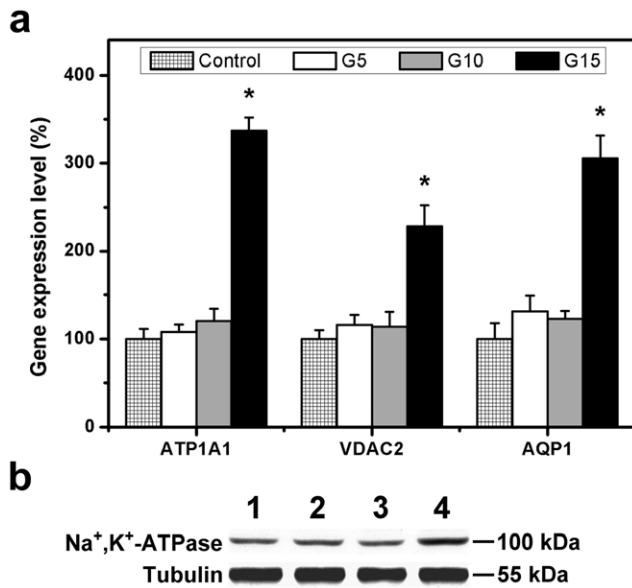 a
Gene expression level (%)
400
300
200
100
0
Control G5 G10 G15
* * *
ATP1A1 VDAC2 AQP1
b
1 2 3 4
Na⁺,K⁺-ATPase 100 kDa
Tubulin 55 kDa